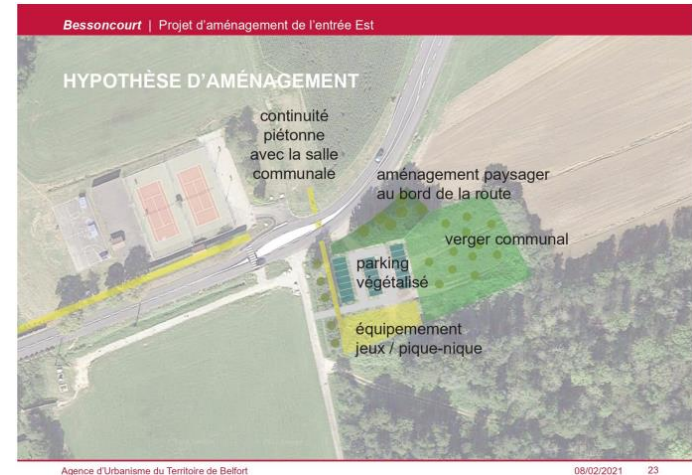 Bessoncourt | Projet d'aménagement de l'entrée Est
HYPOTHÈSE D'AMÉNAGEMENT
continuité
piétonne
avec la salle
communale
aménagement paysager
au bord de la route
verger communal
parking
végétalisé
équipemement
jeux / pique-nique
Agence d'Urbanisme du Territoire de Belfort
08/02/2021 23